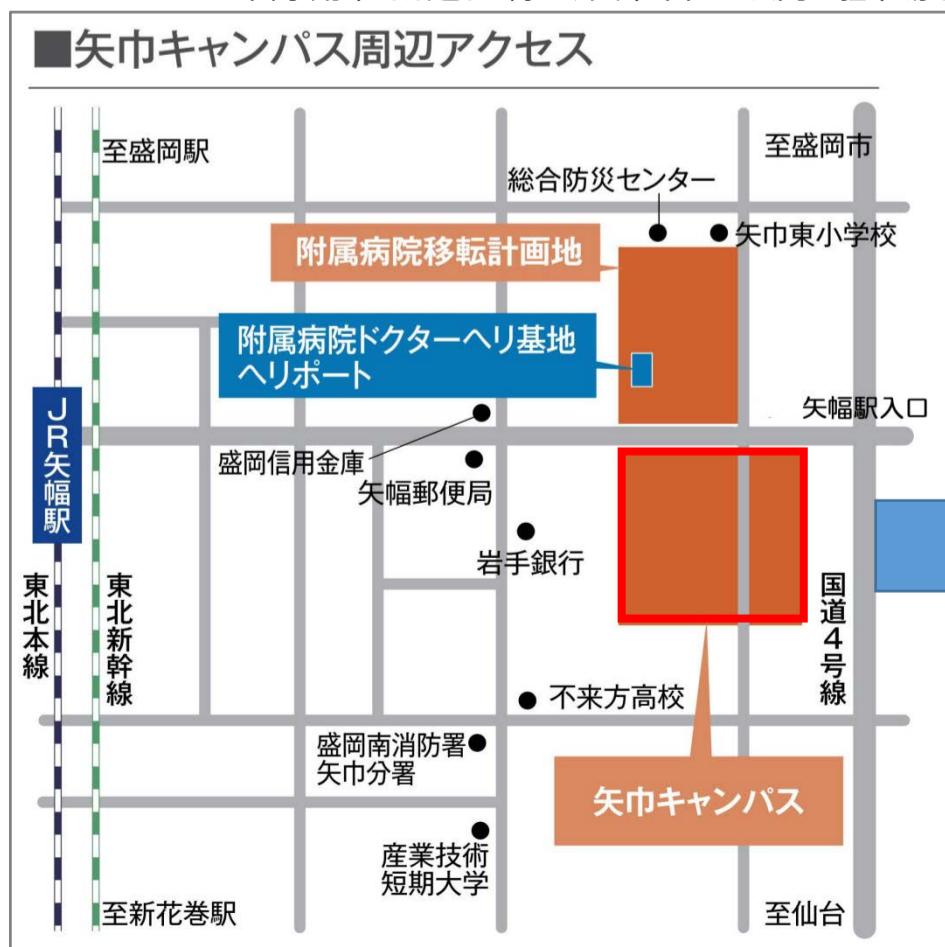 ■矢巾キャンパス周辺アクセス
至盛岡駅
至盛岡市
総合防災センター
矢巾東小学校
附属病院移転計画地
附属病院ドクターヘリ基地
ヘリポート
JR矢幅駅
矢幅駅入口
盛岡信用金庫
矢幅郵便局
岩手銀行
東北本線
東北新幹線
国道4号線
不来方高校
盛岡南消防署
矢巾分署
矢巾キャンパス
産業技術
短期大学
至新花巻駅
至仙台